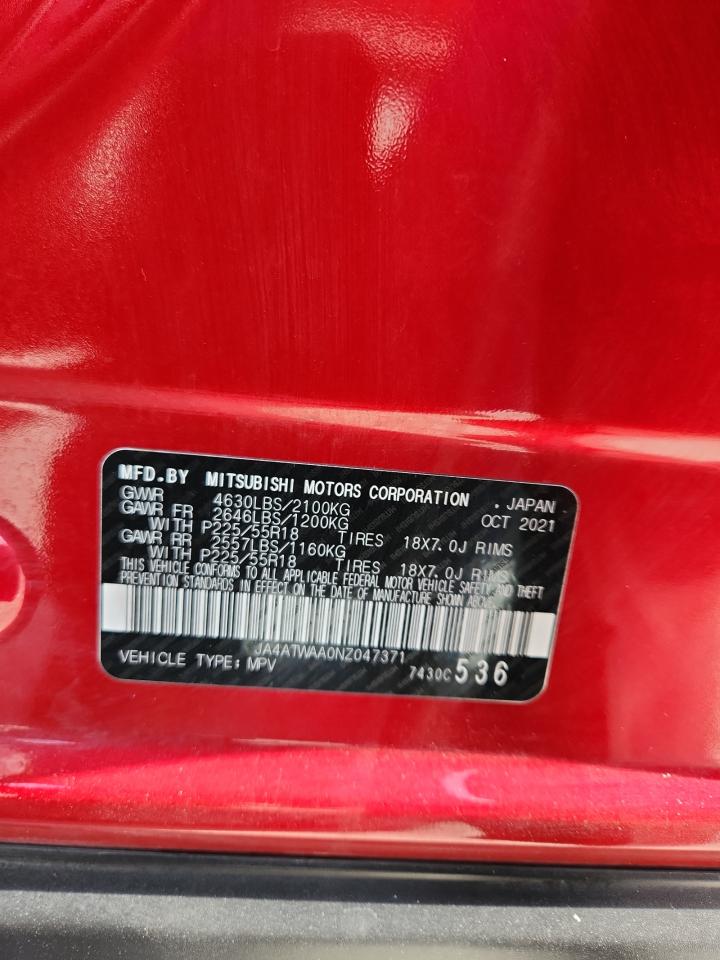 MFD.BY MITSUBISHI MOTORS CORPORATION . JAPAN
GVWR 4630LBS/2100KG OCT 2021
GAWR FR 2646LBS/1200KG
WITH P225/55R18 TIRES 18X7.0J RIMS
GAWR RR 2557LBS/1160KG
WITH P225/55R18 TIRES 18X7.0J RIMS
THIS VEHICLE CONFORMS TO ALL APPLICABLE FEDERAL MOTOR VEHICLE SAFETY AND THEFT
PREVENTION STANDARDS IN EFFECT ON THE DATE OF MANUFACTURE SHOWN ABOVE.
JA4ATWAA0NZ047371
VEHICLE TYPE: MPV 7430C 536